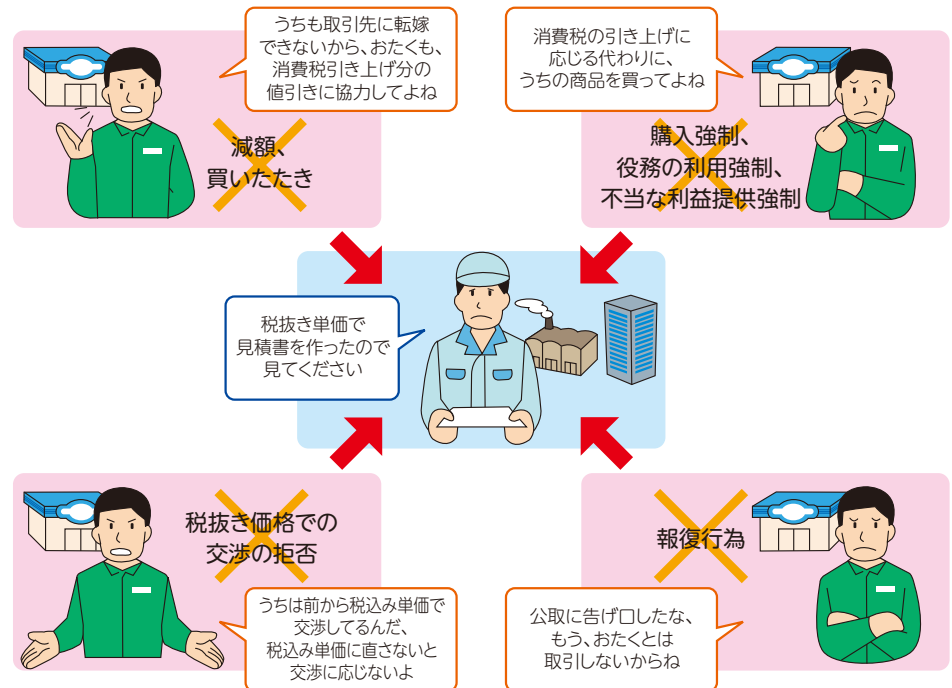 うちも取引先に転嫁
できないから、おたくも、
消費税引き上げ分の
値引きに協力してよね
減額、
買いたたき
消費税の引き上げに
応じる代わりに、
うちの商品を買ってよね
購入強制、
役務の利用強制、
不当な利益提供強制
税抜き単価で
見積書を作ったので
見てください
税抜き価格での
交渉の拒否
うちは前から税込み単価で
交渉してるんだ、
税込み単価に直さないと
交渉に応じないよ
報復行為
公取に告げ口したな、
もう、おたくとは
取引しないからね